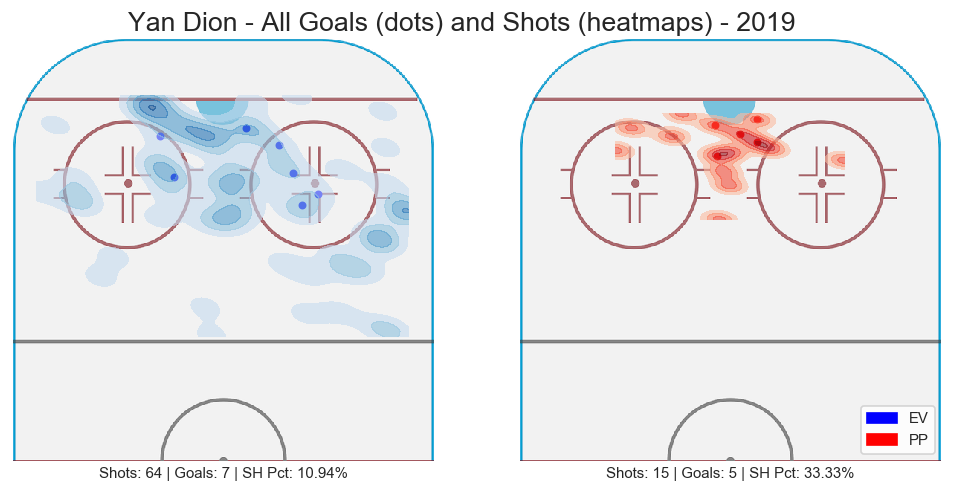 Yan Dion - All Goals (dots) and Shots (heatmaps) - 2019
EV
PP
Shots: 64 | Goals: 7 | SH Pct: 10.94%
Shots: 15 | Goals: 5 | SH Pct: 33.33%